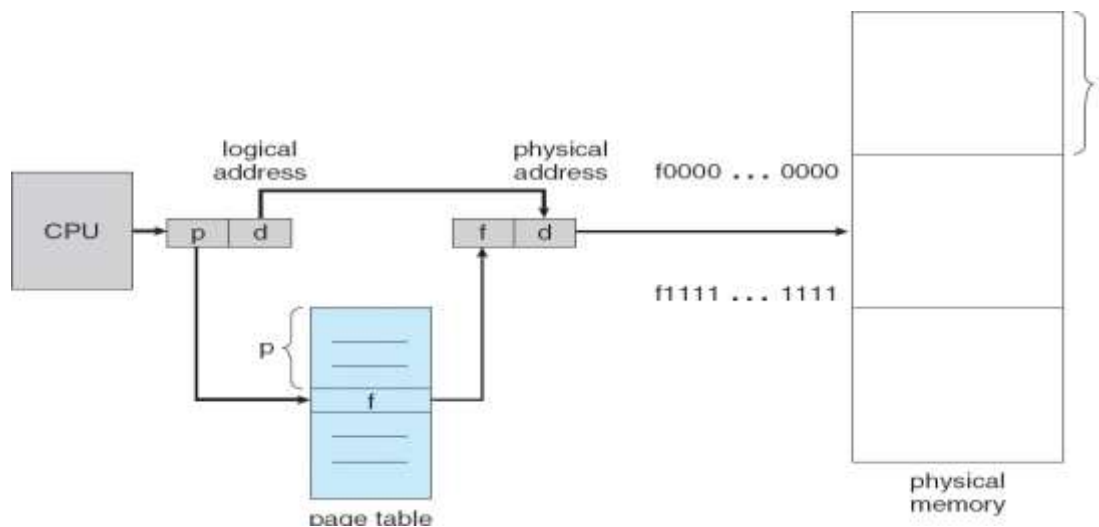 logical
address
physical
address
f0000 ... 0000
CPU
p
d
f
d
f1111 ... 1111
p
f
page table
physical
memory